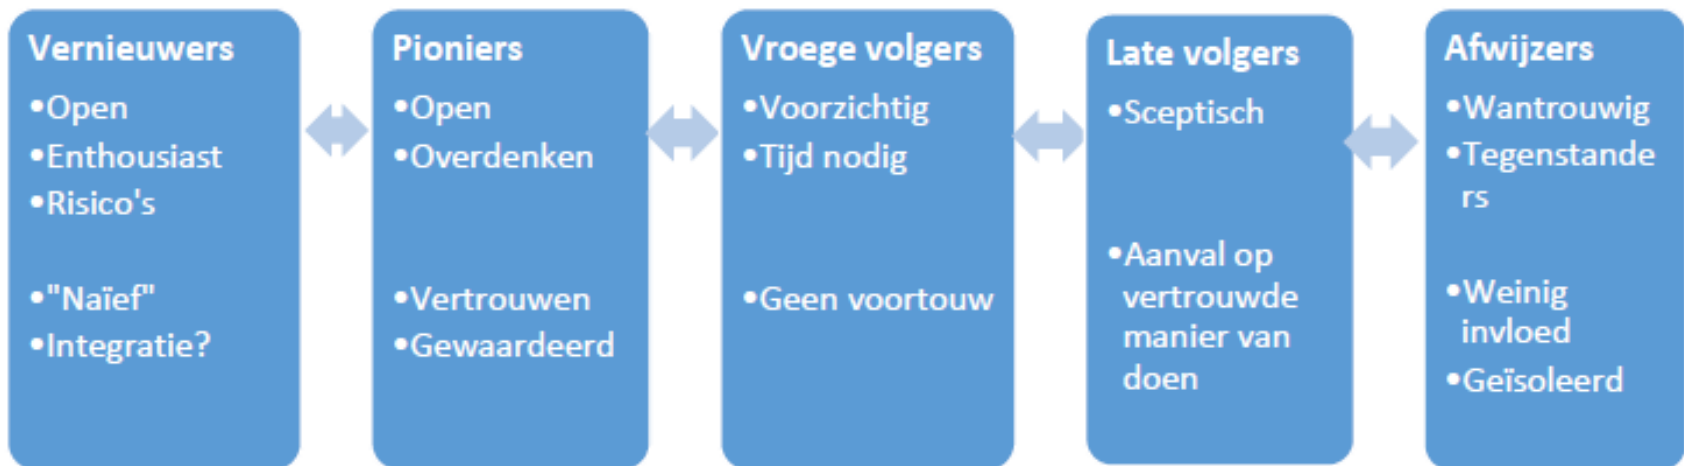 Vernieuwers
•Open
•Enthousiast
•Risico's
•"Naïef"
•Integratie?
Pioniers
•Open
•Overdenken
•Vertrouwen
•Gewaardeerd
Vroege volgers
•Voorzichtig
•Tijd nodig
•Geen voortouw
Late volgers
•Sceptisch
•Aanval op
vertrouwde
manier van
doen
Afwijzers
•Wantrouwig
•Tegenstande
rs
•Weinig
invloed
•Geïsoleerd